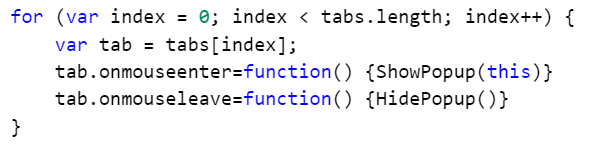 for (var index = 0; index < tabs.length; index++) {
    var tab = tabs[index];
    tab.onmouseenter=function() {ShowPopup(this)}
    tab.onmouseleave=function() {HidePopup()}
}